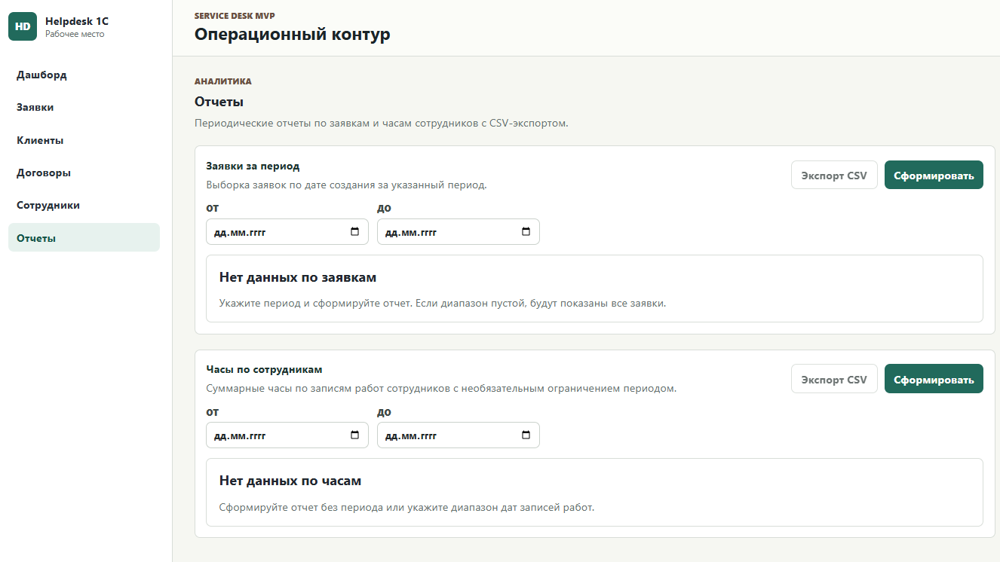 HD
Helpdesk 1C
Рабочее место
Дашборд
Заявки
Клиенты
Договоры
Сотрудники
Отчеты
SERVICE DESK MVP
Операционный контур
АНАЛИТИКА
Отчеты
Периодические отчеты по заявкам и часам сотрудников с CSV-экспортом.
Заявки за период
Выборка заявок по дате создания за указанный период.
Экспорт CSV
Сформировать
от
до
дд.мм.гггг
дд.мм.гггг
Нет данных по заявкам
Укажите период и сформируйте отчет. Если диапазон пустой, будут показаны все заявки.
Часы по сотрудникам
Суммарные часы по записям работ сотрудников с необязательным ограничением периодом.
Экспорт CSV
Сформировать
от
до
дд.мм.гггг
дд.мм.гггг
Нет данных по часам
Сформируйте отчет без периода или укажите диапазон дат записей работ.